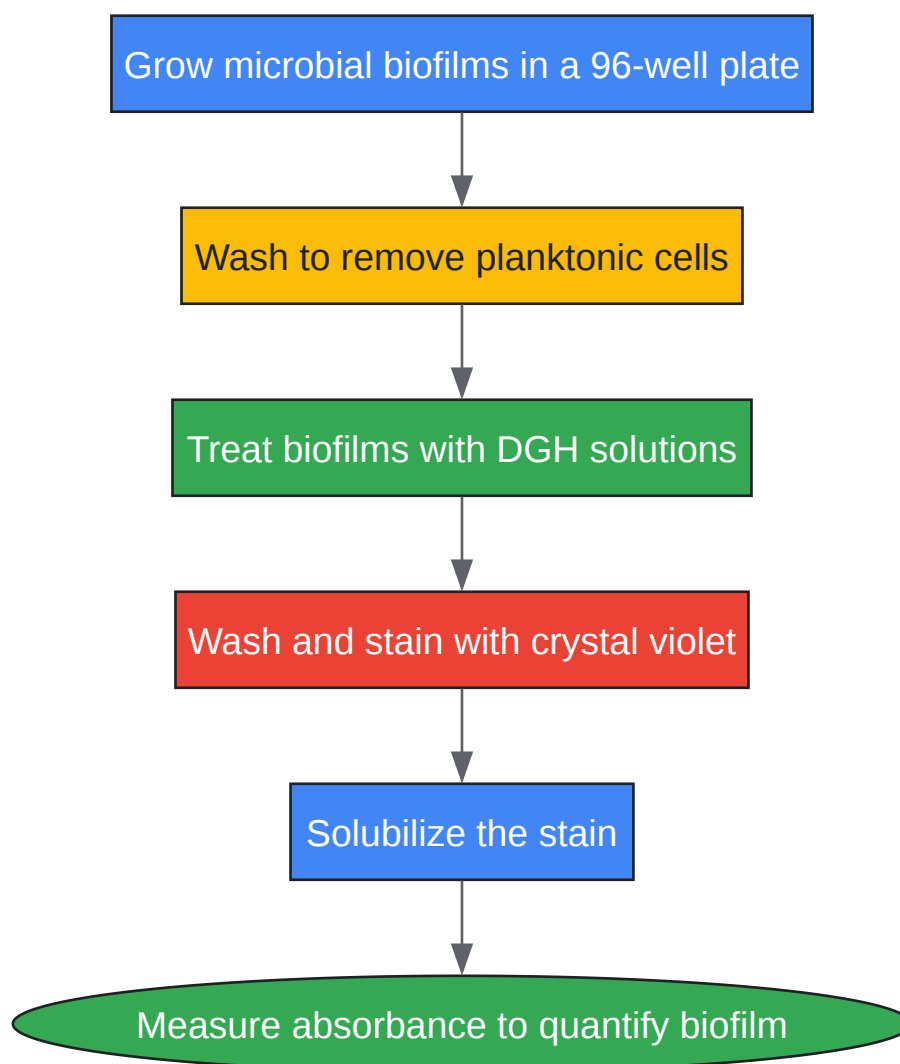 Grow microbial biofilms in a 96-well plate
Wash to remove planktonic cells
Treat biofilms with DGH solutions
Wash and stain with crystal violet
Solubilize the stain
Measure absorbance to quantify biofilm